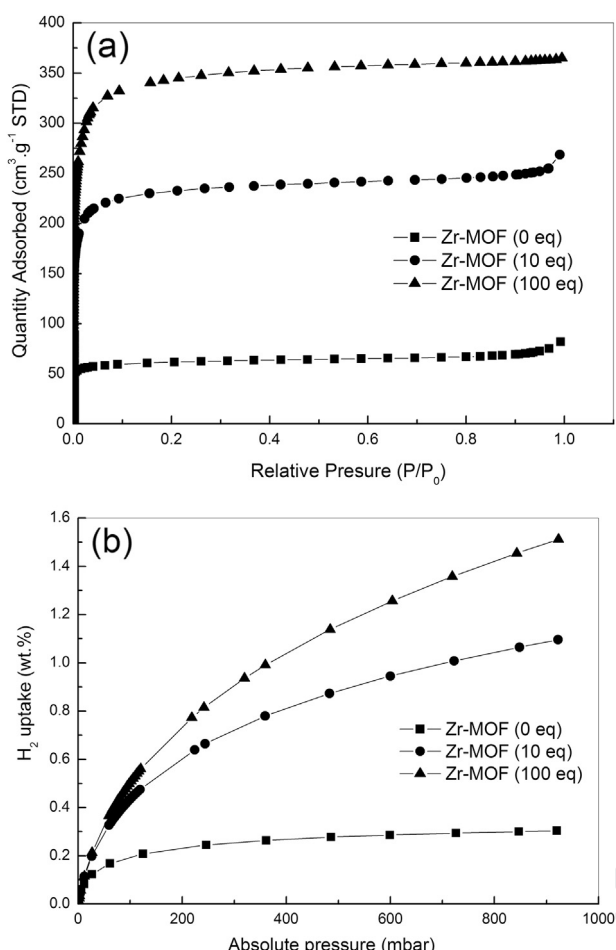 (a)
Quantity Adsorbed (cm³.g⁻¹ STD)
400
350
300
250
200
150
100
50
0
Zr-MOF (0 eq)
Zr-MOF (10 eq)
Zr-MOF (100 eq)
0.0 0.2 0.4 0.6 0.8 1.0
Relative Presure (P/P₀)
(b)
H₂ uptake (wt.%)
1.6
1.4
1.2
1.0
0.8
0.6
0.4
0.2
0.0
Zr-MOF (0 eq)
Zr-MOF (10 eq)
Zr-MOF (100 eq)
0 200 400 600 800 1000
Absolute pressure (mbar)